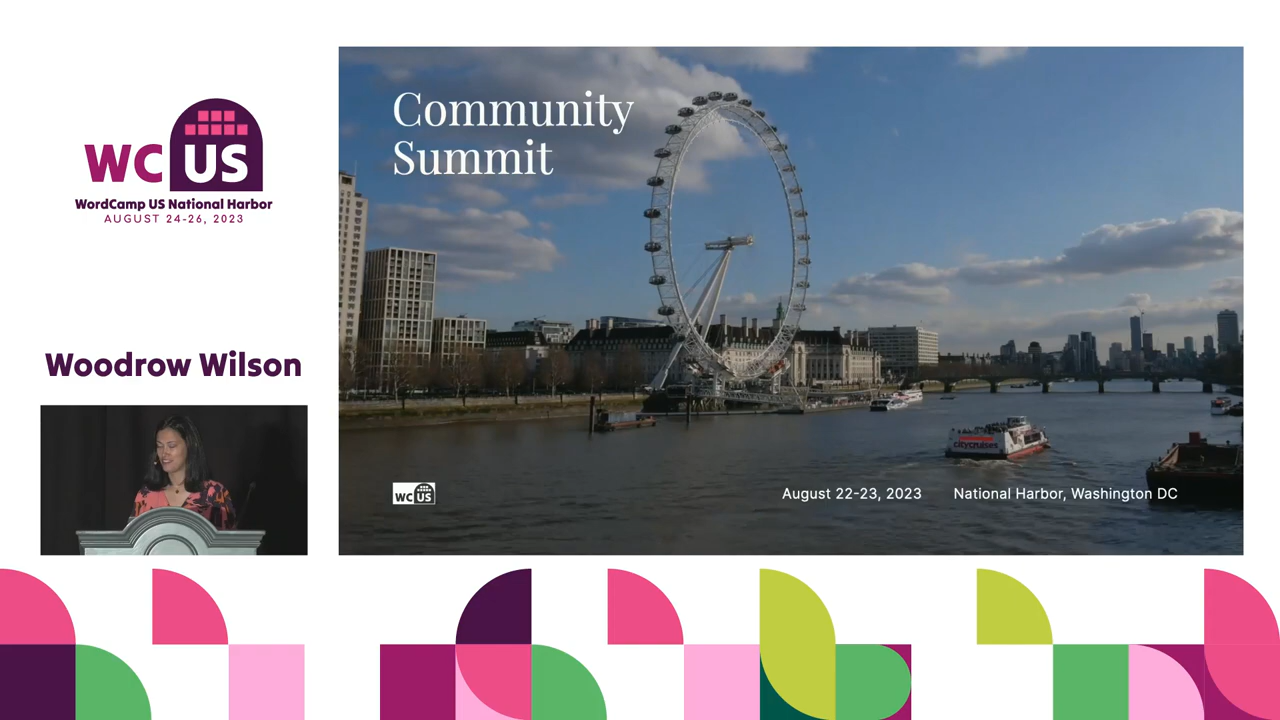 WC US
WordCamp US National Harbor
AUGUST 24-26, 2023
Woodrow Wilson
Community
Summit
citycruises
WC US
August 22-23, 2023 National Harbor, Washington DC